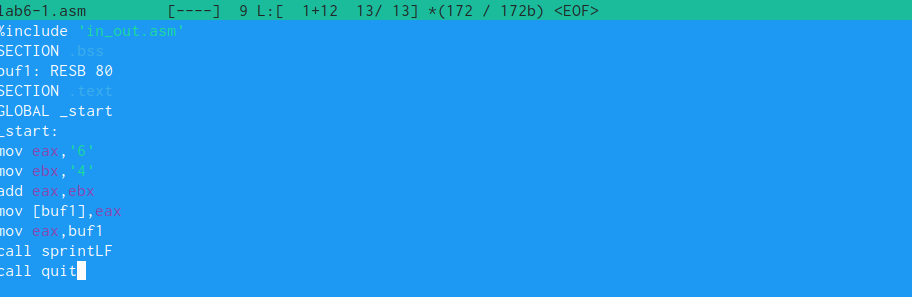 lab6-1.asm         [----]  9 L:[  1+12  13/ 13] *(172 / 172b) <EOF>
%include 'in_out.asm'
SECTION .bss
buf1: RESB 80
SECTION .text
GLOBAL _start
_start:
mov eax,'6'
mov ebx,'4'
add eax,ebx
mov [buf1],eax
mov eax,buf1
call sprintLF
call quit